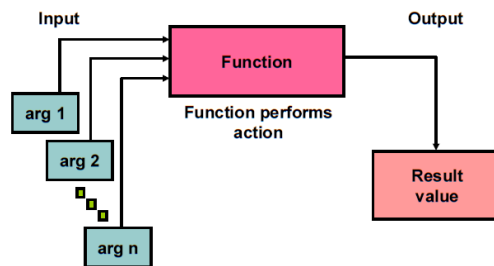 Input
Output
Function
arg 1
Function performs
action
arg 2
Result
value
arg n